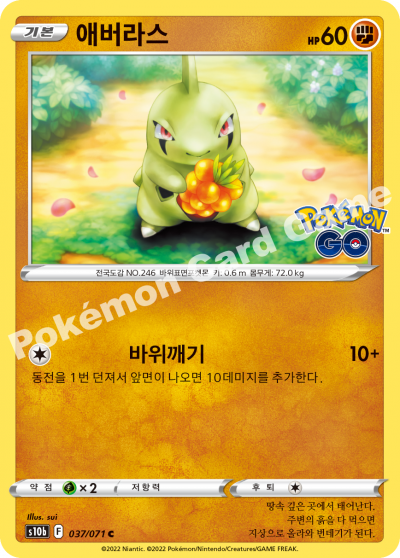 기본 애버라스 HP 60
Pokémon GO
전국도감 NO.246 바위표면포켓몬 키: 0.6 m 몸무게: 72.0 kg
Pokémon Card Game
바위깨기 10+
동전을 1번 던져서 앞면이 나오면 10데미지를 추가한다.
약점 ×2 저항력 후퇴
Illus. sui
s10b F 037/071 C
땅속 깊은 곳에서 태어난다.
주변의 흙을 다 먹으면
지상으로 올라와 번데기가 된다.
©2022 Niantic. ©2022 Pokémon/Nintendo/Creatures/GAME FREAK.